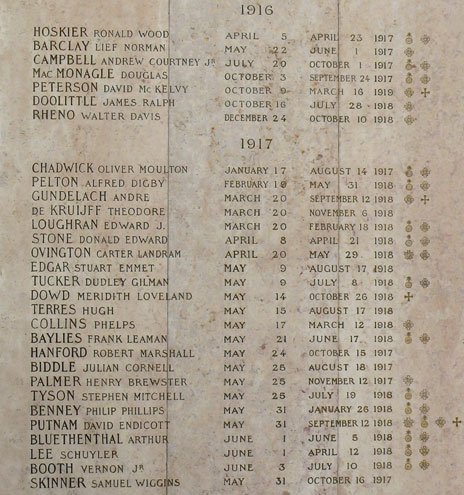 1916
HOSKIER RONALD WOOD APRIL 5 APRIL 23 1917
BARCLAY LIEF NORMAN MAY 22 JUNE 1 1917
CAMPBELL ANDREW COURTNEY JR JULY 20 OCTOBER 1 1917
MAC MONAGLE DOUGLAS OCTOBER 3 SEPTEMBER 24 1917
PETERSON DAVID MC KELVY OCTOBER 9 MARCH 16 1919
DOOLITTLE JAMES RALPH OCTOBER 16 JULY 28 1918
RHENO WALTER DAVIS DECEMBER 24 OCTOBER 10 1918
1917
CHADWICK OLIVER MOULTON JANUARY 17 AUGUST 14 1917
PELTON ALFRED DIGBY FEBRUARY 10 MAY 31 1918
GUNDELACH ANDRE MARCH 20 SEPTEMBER 12 1918
DE KRUIJFF THEODORE MARCH 20 NOVEMBER 6 1918
LOUGHRAN EDWARD J. MARCH 20 FEBRUARY 18 1918
STONE DONALD EDWARD APRIL 8 APRIL 21 1918
OVINGTON CARTER LANDRAM APRIL 20 MAY 29 1918
EDGAR STUART EMMET MAY 9 AUGUST 17 1918
TUCKER DUDLEY GILMAN MAY 9 JULY 8 1918
DOWD MERIDITH LOVELAND MAY 14 OCTOBER 26 1918
TERRES HUGH MAY 15 AUGUST 17 1918
COLLINS PHELPS MAY 17 MARCH 12 1918
BAYLIES FRANK LEAMAN MAY 21 JUNE 17 1918
HANFORD ROBERT MARSHALL MAY 24 OCTOBER 15 1917
BIDDLE JULIAN CORNELL MAY 25 AUGUST 18 1917
PALMER HENRY BREWSTER MAY 25 NOVEMBER 12 1917
TYSON STEPHEN MITCHELL MAY 25 JULY 19 1918
BENNEY PHILIP PHILLIPS MAY 31 JANUARY 26 1918
PUTNAM DAVID ENDICOTT MAY 31 SEPTEMBER 12 1918
BLUETHENTHAL ARTHUR JUNE 1 JUNE 5 1918
LEE SCHUYLER JUNE 1 APRIL 12 1918
BOOTH VERNON JR JUNE 3 JULY 10 1918
SKINNER SAMUEL WIGGINS MAY 31 OCTOBER 16 1917